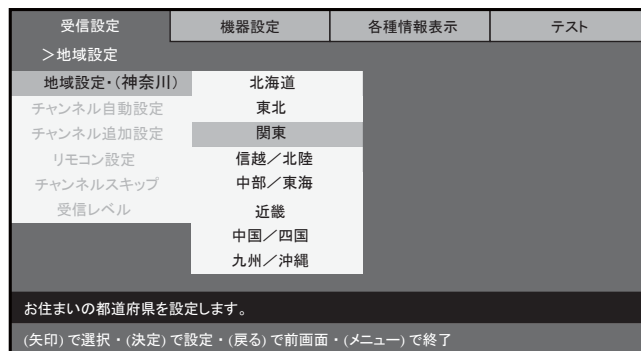 受信設定 機器設定 各種情報表示 テスト
＞地域設定
地域設定・(神奈川)
チャンネル自動設定
チャンネル追加設定
リモコン設定
チャンネルスキップ
受信レベル
北海道
東北
関東
信越／北陸
中部／東海
近畿
中国／四国
九州／沖縄
お住まいの都道府県を設定します。
(矢印) で選択・(決定) で設定・(戻る) で前画面・(メニュー) で終了